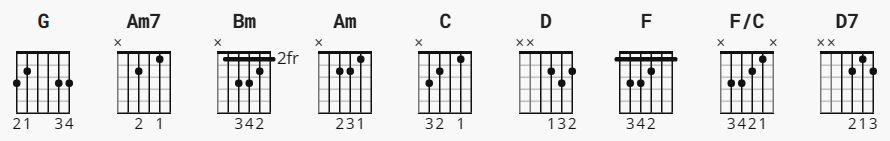 G Am7 Bm Am C D F F/C D7
× × × × ×× × × ××
2fr
21 34 2 1 342 231 32 1 132 342 3421 213